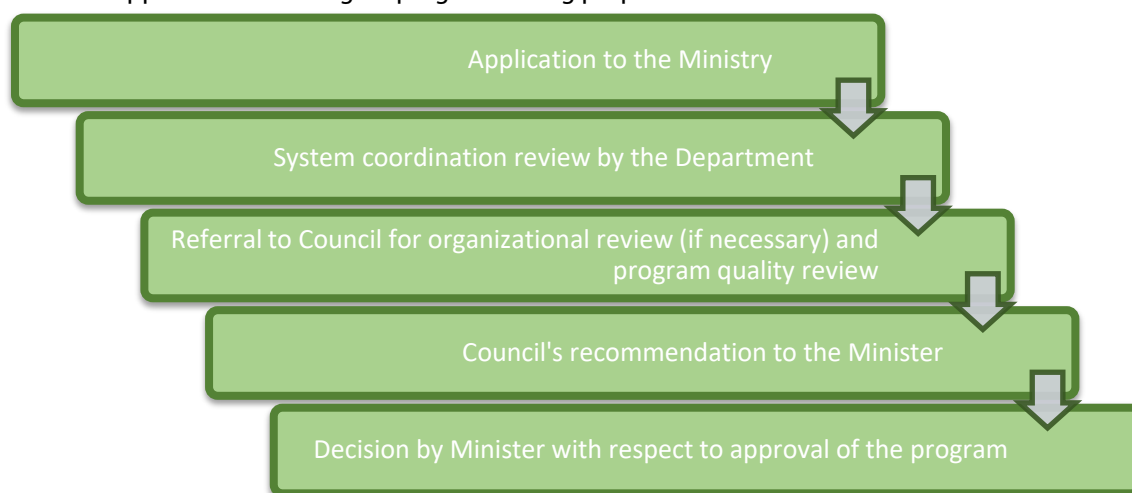 Application to the Ministry
System coordination review by the Department
Referral to Council for organizational review (if necessary) and
program quality review
Council's recommendation to the Minister
Decision by Minister with respect to approval of the program